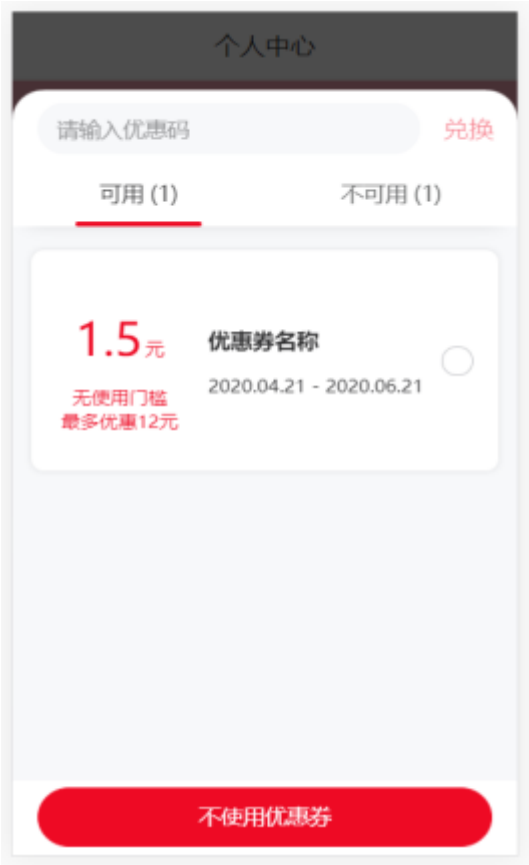 个人中心
请输入优惠码 兑换
可用 (1) 不可用 (1)
1.5元
无使用门槛
最多优惠12元
优惠券名称
2020.04.21 - 2020.06.21
不使用优惠券